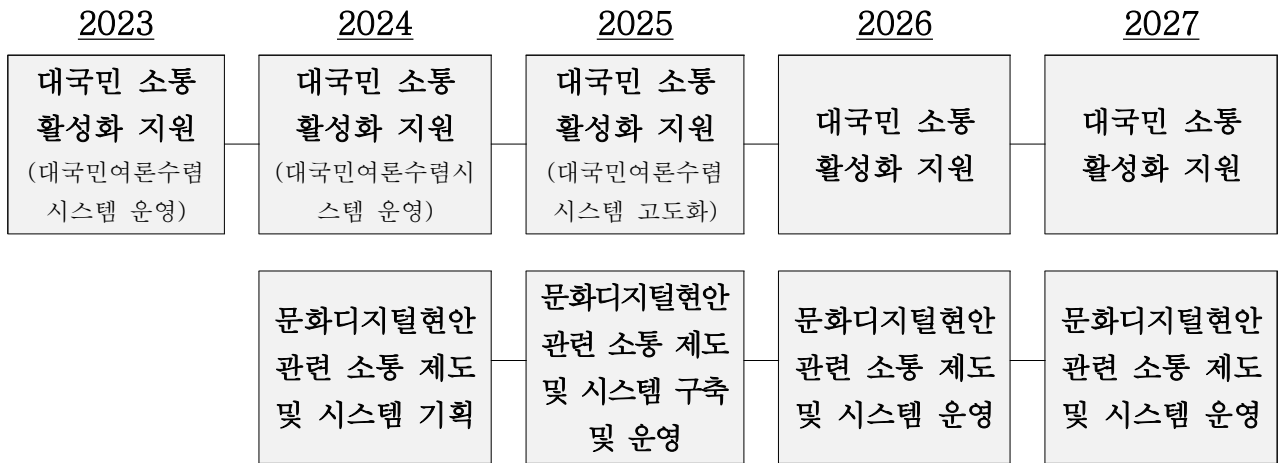 2023 2024 2025 2026 2027
대국민 소통
활성화 지원
(대국민여론수렴
시스템 운영)
대국민 소통
활성화 지원
(대국민여론수렴시
스템 운영)
대국민 소통
활성화 지원
(대국민여론수렴
시스템 고도화)
대국민 소통
활성화 지원
대국민 소통
활성화 지원
문화디지털현안
관련 소통 제도
및 시스템 기획
문화디지털현안
관련 소통 제도
및 시스템 구축
및 운영
문화디지털현안
관련 소통 제도
및 시스템 운영
문화디지털현안
관련 소통 제도
및 시스템 운영